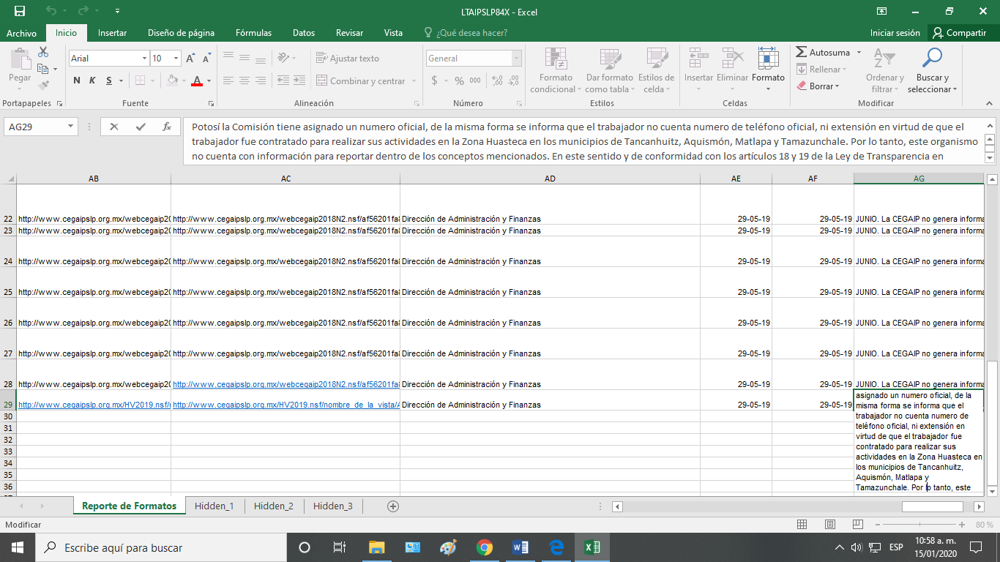 LTAIPSLP84X - Excel
Archivo Inicio Insertar Diseño de página Fórmulas Datos Revisar Vista ¿Qué desea hacer? Iniciar sesión Compartir
Pegar
Arial 10
Ajustar texto
General
Formato condicional
Dar formato como tabla
Estilos de celda
Insertar Eliminar Formato
Autosuma
Rellenar
Borrar
Ordenar y filtrar
Buscar y seleccionar
N K S
Combinar y centrar
$ % 000
Portapapeles Fuente Alineación Número Estilos Celdas Modificar
AG29
Potosí la Comisión tiene asignado un numero oficial, de la misma forma se informa que el trabajador no cuenta numero de teléfono oficial, ni extensión en virtud de que el
trabajador fue contratado para realizar sus actividades en la Zona Huasteca en los municipios de Tancanhuitz, Aquismón, Matlapa y Tamazunchale. Por lo tanto, este organismo
no cuenta con información para reportar dentro de los conceptos mencionados. En este sentido y de conformidad con los artículos 18 y 19 de la Ley de Transparencia en
AB AC AD AE AF AG
22 http://www.cegaipslp.org.mx/webcegaip20 http://www.cegaipslp.org.mx/webcegaip2018N2.nsf/af56201fa8 Dirección de Administración y Finanzas 29-05-19 29-05-19 JUNIO. La CEGAIP no genera informa
23 http://www.cegaipslp.org.mx/webcegaip20 http://www.cegaipslp.org.mx/webcegaip2018N2.nsf/af56201fa8 Dirección de Administración y Finanzas 29-05-19 29-05-19 JUNIO. La CEGAIP no genera informa
24 http://www.cegaipslp.org.mx/webcegaip20 http://www.cegaipslp.org.mx/webcegaip2018N2.nsf/af56201fa8 Dirección de Administración y Finanzas 29-05-19 29-05-19 JUNIO. La CEGAIP no genera informa
25 http://www.cegaipslp.org.mx/webcegaip20 http://www.cegaipslp.org.mx/webcegaip2018N2.nsf/af56201fa8 Dirección de Administración y Finanzas 29-05-19 29-05-19 JUNIO. La CEGAIP no genera informa
26 http://www.cegaipslp.org.mx/webcegaip20 http://www.cegaipslp.org.mx/webcegaip2018N2.nsf/af56201fa8 Dirección de Administración y Finanzas 29-05-19 29-05-19 JUNIO. La CEGAIP no genera informa
27 http://www.cegaipslp.org.mx/webcegaip20 http://www.cegaipslp.org.mx/webcegaip2018N2.nsf/af56201fa8 Dirección de Administración y Finanzas 29-05-19 29-05-19 JUNIO. La CEGAIP no genera informa
28 http://www.cegaipslp.org.mx/webcegaip20 http://www.cegaipslp.org.mx/webcegaip2018N2.nsf/af56201fa8 Dirección de Administración y Finanzas 29-05-19 29-05-19 JUNIO. La CEGAIP no genera informa
29 http://www.cegaipslp.org.mx/HV2019.nsf/ http://www.cegaipslp.org.mx/HV2019.nsf/nombre_de_la_vista/ Dirección de Administración y Finanzas 29-05-19 29-05-19
asignado un numero oficial, de la
misma forma se informa que el
trabajador no cuenta numero de
teléfono oficial, ni extensión en
virtud de que el trabajador fue
contratado para realizar sus
actividades en la Zona Huasteca en
los municipios de Tancanhuitz,
Aquismón, Matlapa y
Tamazunchale. Por lo tanto, este
30
31
32
33
34
35
36
Reporte de Formatos Hidden_1 Hidden_2 Hidden_3
Modificar 80 %
Escribe aquí para buscar
ESP
10:58 a. m.
15/01/2020